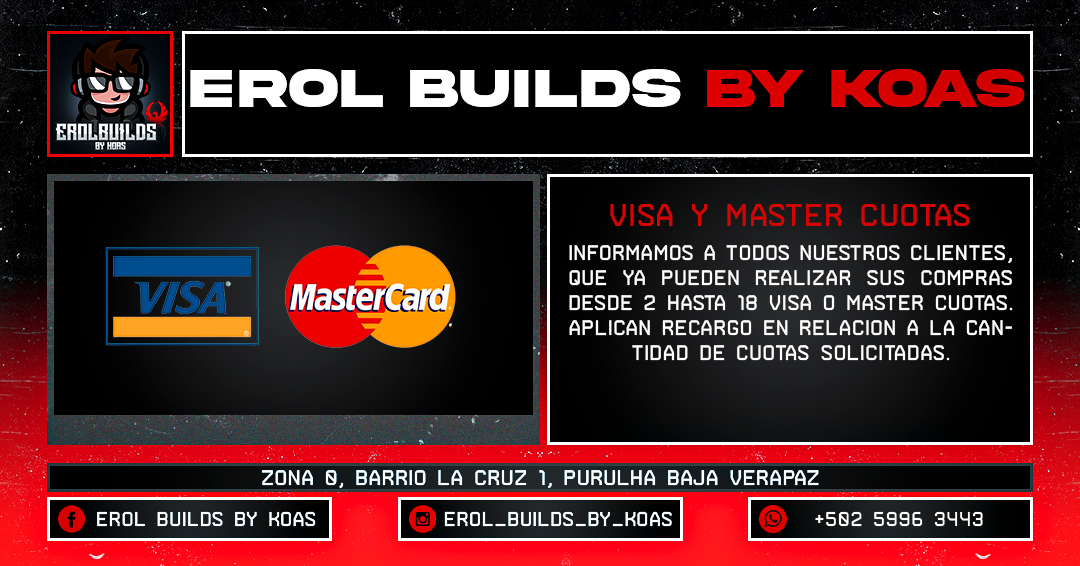 EROLBUILDS
BY KOAS
EROL BUILDS BY KOAS
VISA
MasterCard
VISA Y MASTER CUOTAS
INFORMAMOS A TODOS NUESTROS CLIENTES,
QUE YA PUEDEN REALIZAR SUS COMPRAS
DESDE 2 HASTA 18 VISA O MASTER CUOTAS.
APLICAN RECARGO EN RELACION A LA CAN-
TIDAD DE CUOTAS SOLICITADAS.
ZONA 0, BARRIO LA CRUZ 1, PURULHA BAJA VERAPAZ
EROL BUILDS BY KOAS
EROL_BUILDS_BY_KOAS
+502 5996 3443